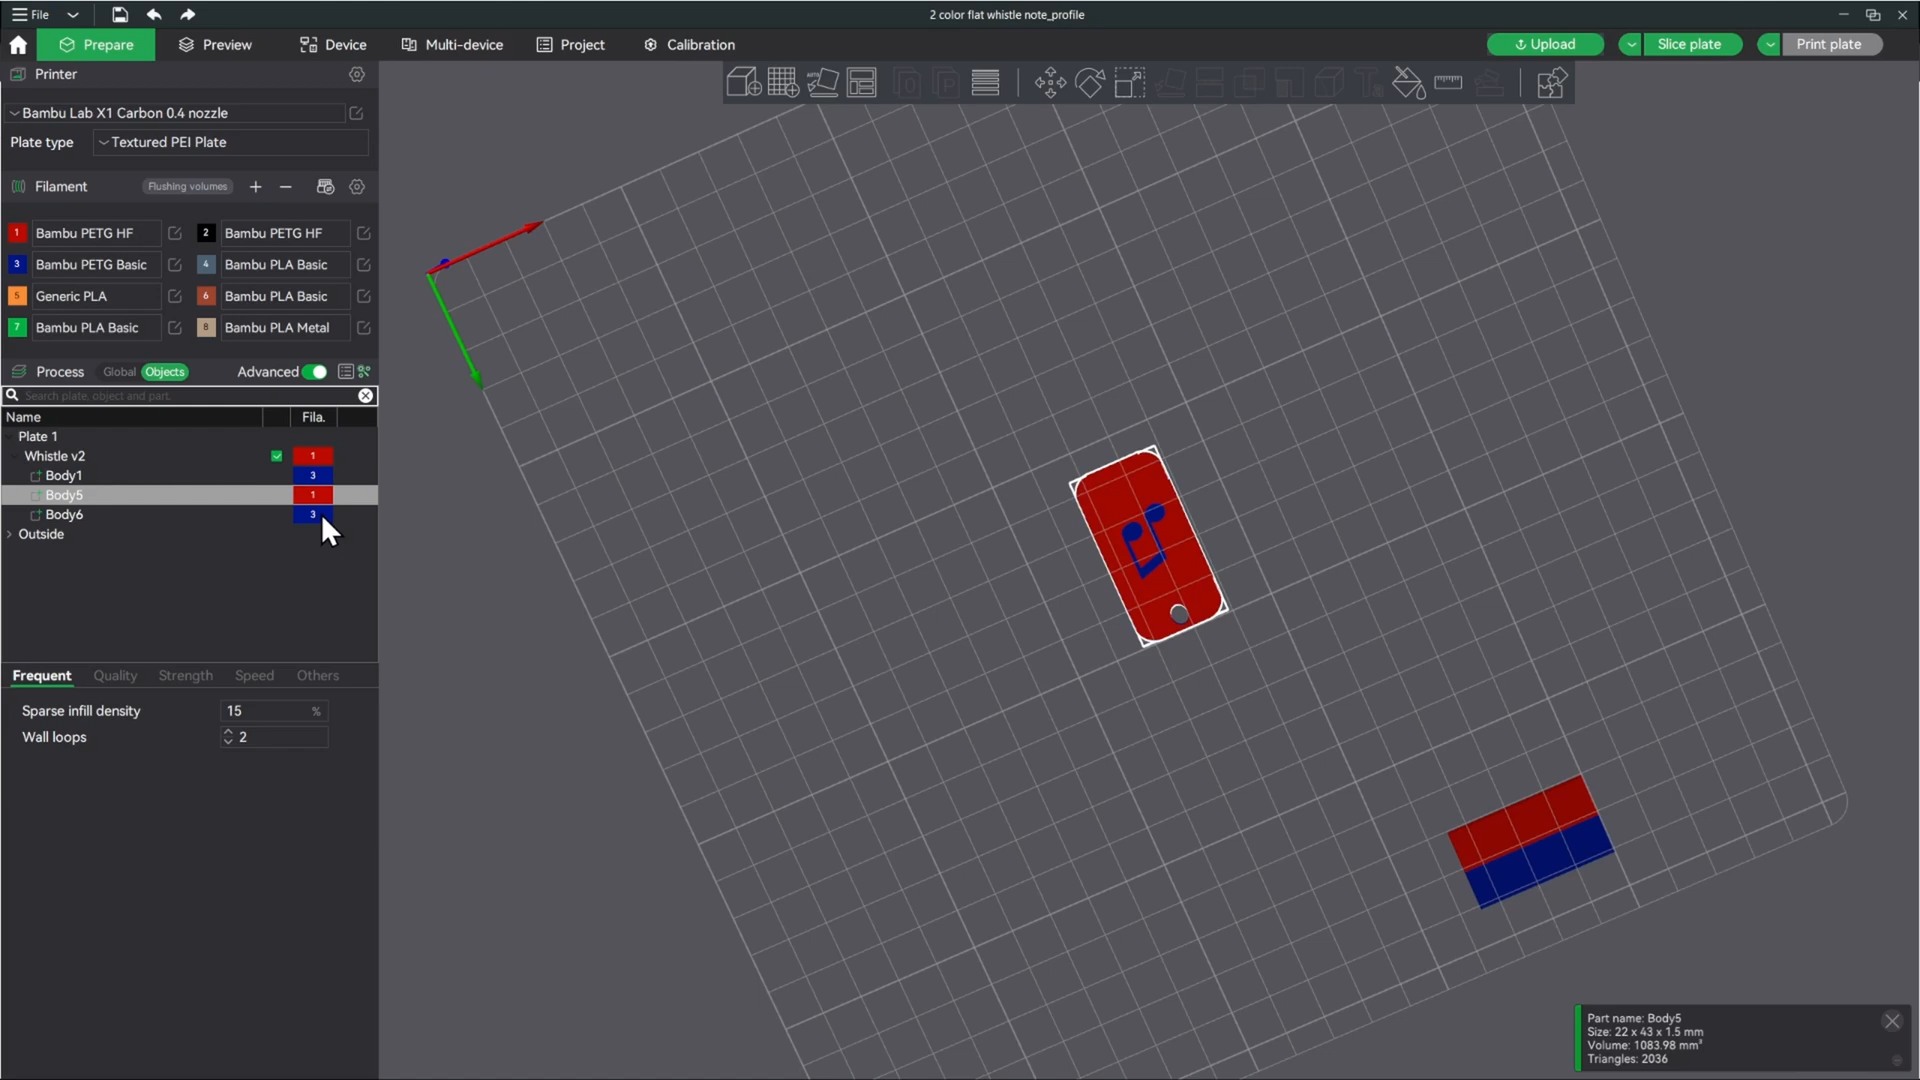 File
2 color flat whistle note_profile
Prepare
Preview
Device
Multi-device
Project
Calibration
Upload
Slice plate
Print plate
Printer
Bambu Lab X1 Carbon 0.4 nozzle
Plate type
Textured PEI Plate
Filament
Flushing volumes
1 Bambu PETG HF
2 Bambu PETG HF
3 Bambu PETG Basic
4 Bambu PLA Basic
5 Generic PLA
6 Bambu PLA Basic
7 Bambu PLA Basic
8 Bambu PLA Metal
Process
Global
Objects
Advanced
Search plate, object and part.
Name
Fila.
Plate 1
Whistle v2 1
Body1 3
Body5 1
Body6 3
Outside
Frequent
Quality
Strength
Speed
Others
Sparse infill density 15 %
Wall loops 2
Part name: Body5
Size: 22 x 43 x 1.5 mm
Volume: 1083.98 mm³
Triangles: 2036